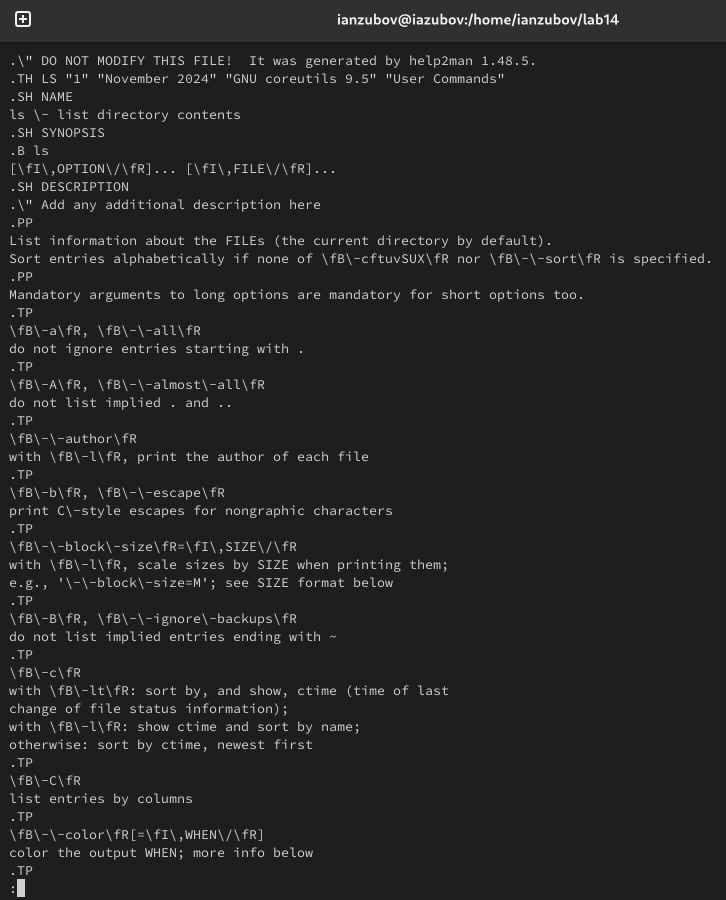 ianzubov@iazubov:/home/ianzubov/lab14
.\" DO NOT MODIFY THIS FILE!  It was generated by help2man 1.48.5.
.TH LS "1" "November 2024" "GNU coreutils 9.5" "User Commands"
.SH NAME
ls \- list directory contents
.SH SYNOPSIS
.B ls
[\fI\,OPTION\/\fR]... [\fI\,FILE\/\fR]...
.SH DESCRIPTION
.\" Add any additional description here
.PP
List information about the FILEs (the current directory by default).
Sort entries alphabetically if none of \fB\-cftuvSUX\fR nor \fB\-\-sort\fR is specified.
.PP
Mandatory arguments to long options are mandatory for short options too.
.TP
\fB\-a\fR, \fB\-\-all\fR
do not ignore entries starting with .
.TP
\fB\-A\fR, \fB\-\-almost\-all\fR
do not list implied . and ..
.TP
\fB\-\-author\fR
with \fB\-l\fR, print the author of each file
.TP
\fB\-b\fR, \fB\-\-escape\fR
print C\-style escapes for nongraphic characters
.TP
\fB\-\-block\-size\fR=\fI\,SIZE\/\fR
with \fB\-l\fR, scale sizes by SIZE when printing them;
e.g., '\-\-block\-size=M'; see SIZE format below
.TP
\fB\-B\fR, \fB\-\-ignore\-backups\fR
do not list implied entries ending with ~
.TP
\fB\-c\fR
with \fB\-lt\fR: sort by, and show, ctime (time of last
change of file status information);
with \fB\-l\fR: show ctime and sort by name;
otherwise: sort by ctime, newest first
.TP
\fB\-C\fR
list entries by columns
.TP
\fB\-\-color\fR[=\fI\,WHEN\/\fR]
color the output WHEN; more info below
.TP
: